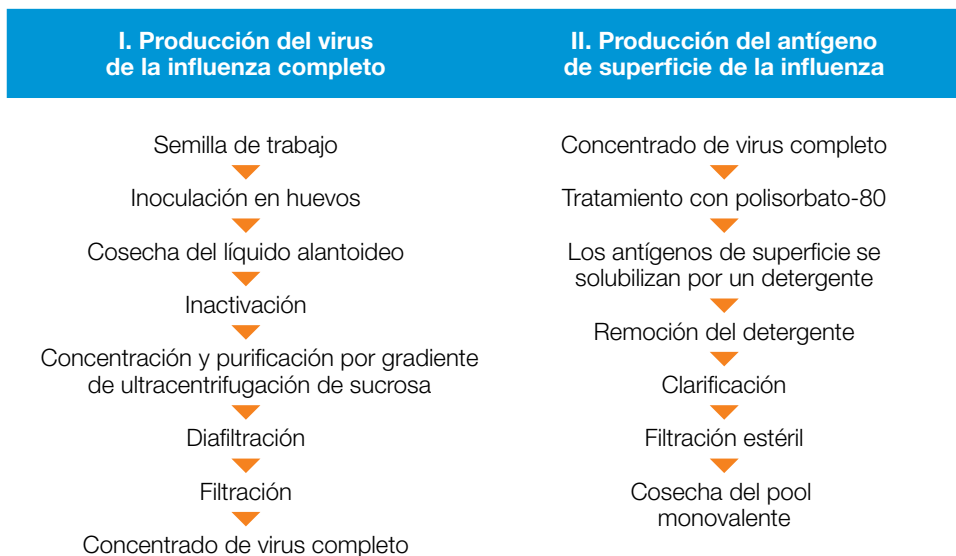 I. Producción del virus
de la influenza completo
Semilla de trabajo
Inoculación en huevos
Cosecha del líquido alantoideo
Inactivación
Concentración y purificación por gradiente
de ultracentrifugación de sucrosa
Diafiltración
Filtración
Concentrado de virus completo
II. Producción del antígeno
de superficie de la influenza
Concentrado de virus completo
Tratamiento con polisorbato-80
Los antígenos de superficie se
solubilizan por un detergente
Remoción del detergente
Clarificación
Filtración estéril
Cosecha del pool
monovalente